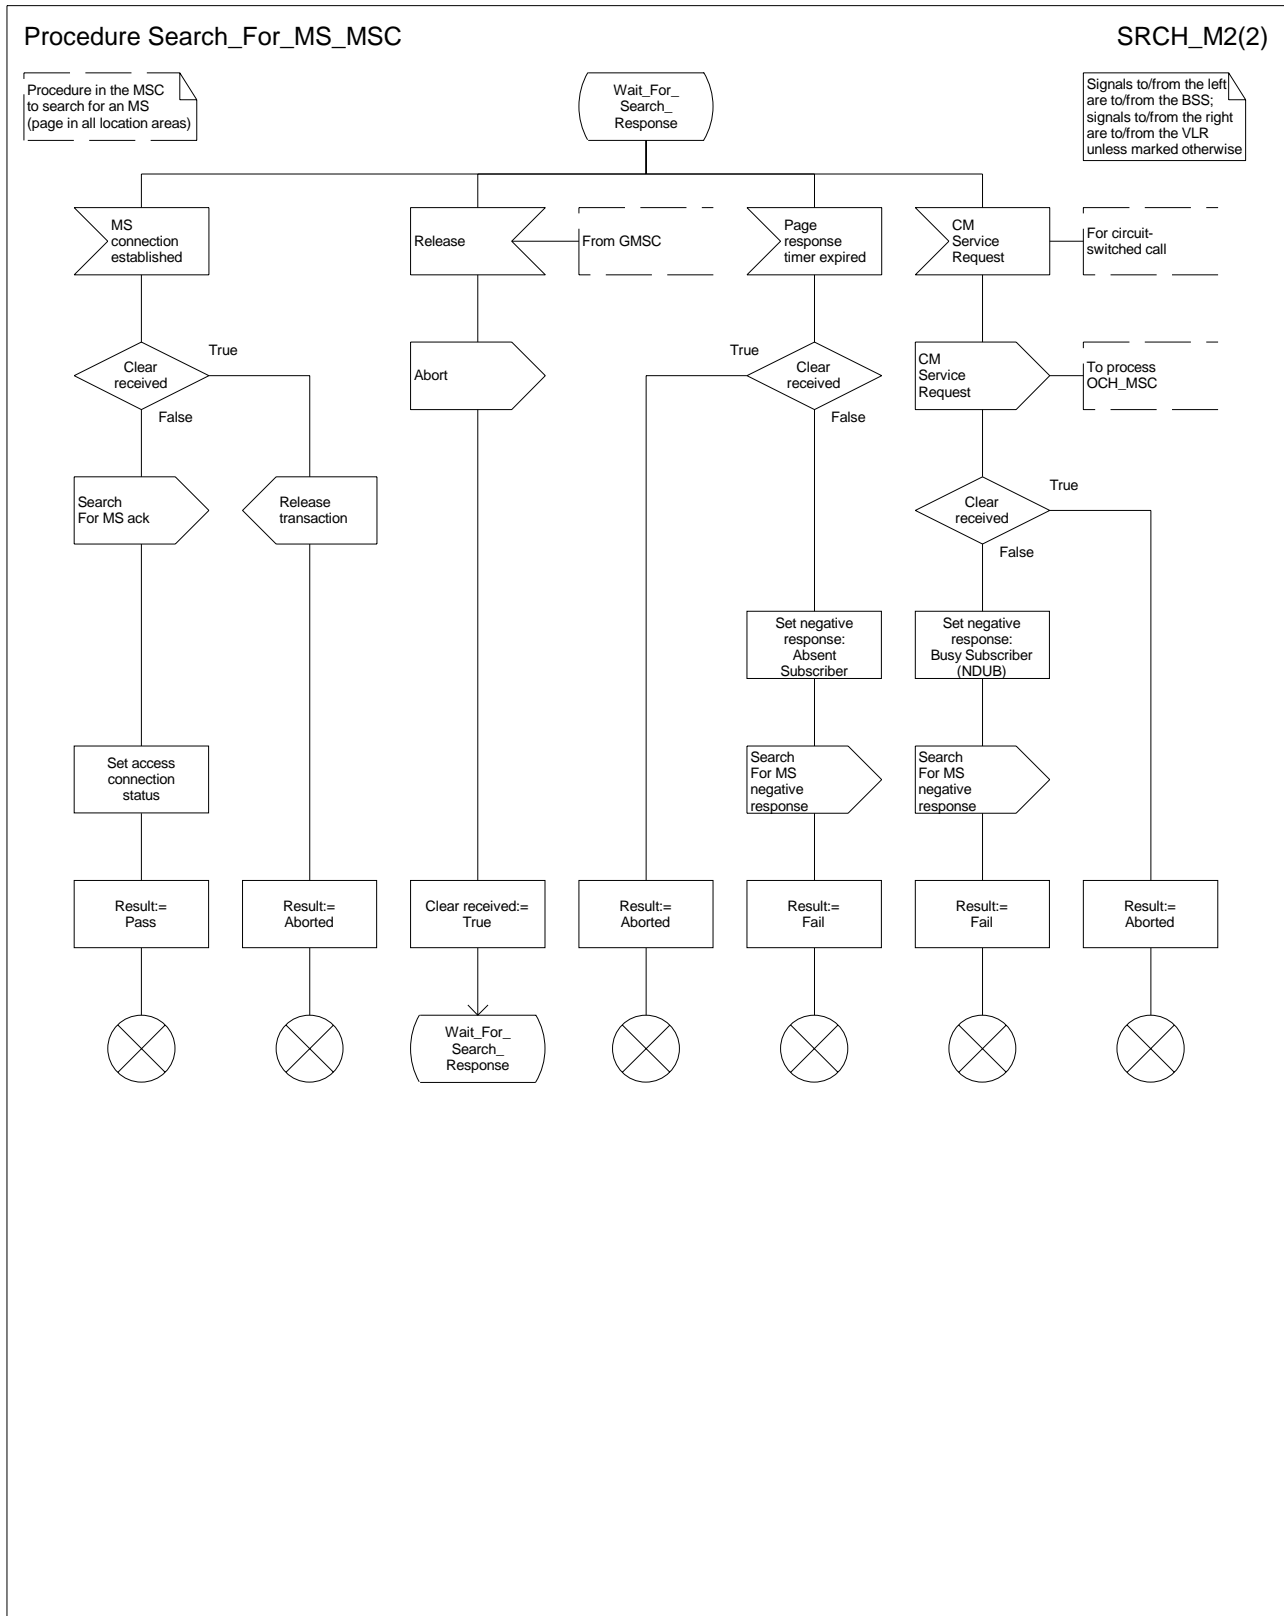 Procedure Search_For_MS_MSC
SRCH_M2(2)
Procedure in the MSC
to search for an MS
(page in all location areas)
Wait_For_
Search_
Response
Signals to/from the left
are to/from the BSS;
signals to/from the right
are to/from the VLR
unless marked otherwise
MS
connection
established
Release
From GMSC
Page
response
timer expired
CM
Service
Request
For circuit-
switched call
Clear
received
True
False
Abort
True
Clear
received
False
CM
Service
Request
To process
OCH_MSC
Search
For MS ack
Release
transaction
Clear
received
True
False
Set negative
response:
Absent
Subscriber
Set negative
response:
Busy Subscriber
(NDUB)
Set access
connection
status
Search
For MS
negative
response
Search
For MS
negative
response
Result:=
Pass
Result:=
Aborted
Clear received:=
True
Result:=
Aborted
Result:=
Fail
Result:=
Fail
Result:=
Aborted
Wait_For_
Search_
Response